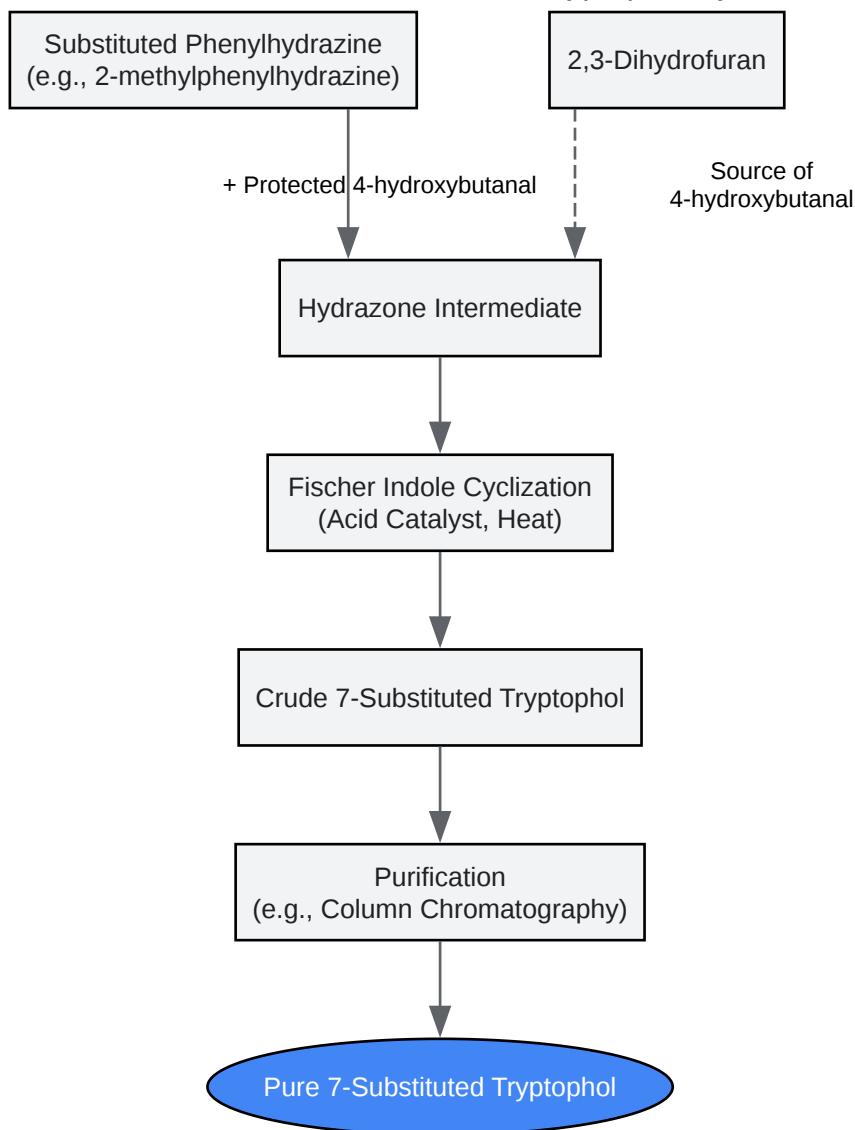 Substituted Phenylhydrazine
(e.g., 2-methylphenylhydrazine)
2,3-Dihydrofuran
+ Protected 4-hydroxybutanal
Source of
4-hydroxybutanal
Hydrazone Intermediate
Fischer Indole Cyclization
(Acid Catalyst, Heat)
Crude 7-Substituted Tryptophol
Purification
(e.g., Column Chromatography)
Pure 7-Substituted Tryptophol